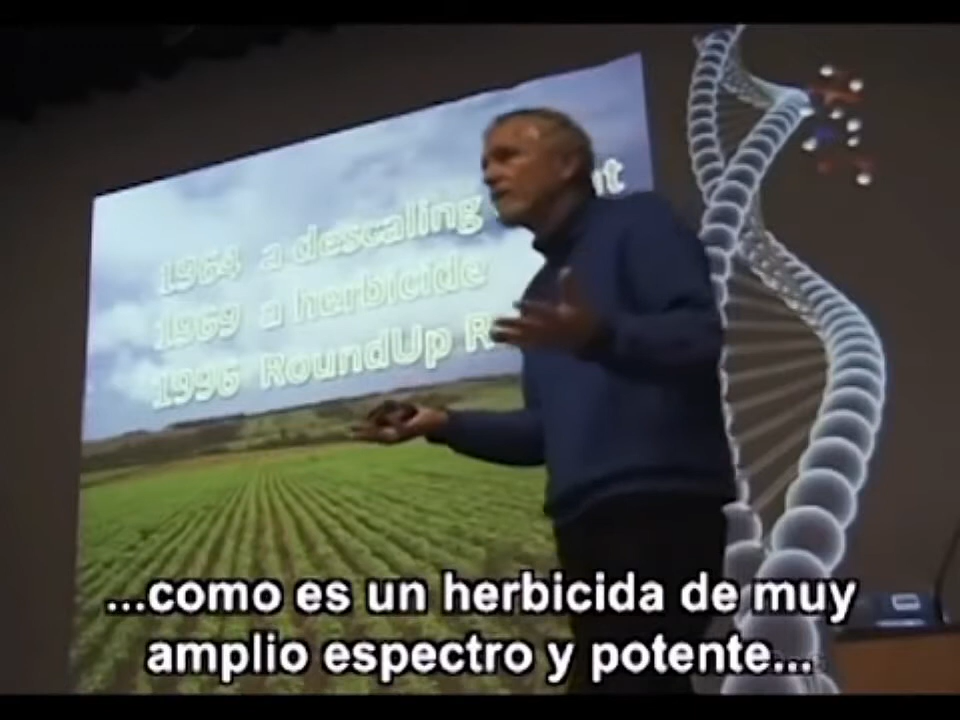 1964 a descaling
1969 a herbicide
1996 RoundUp R
...como es un herbicida de muy
amplio espectro y potente...